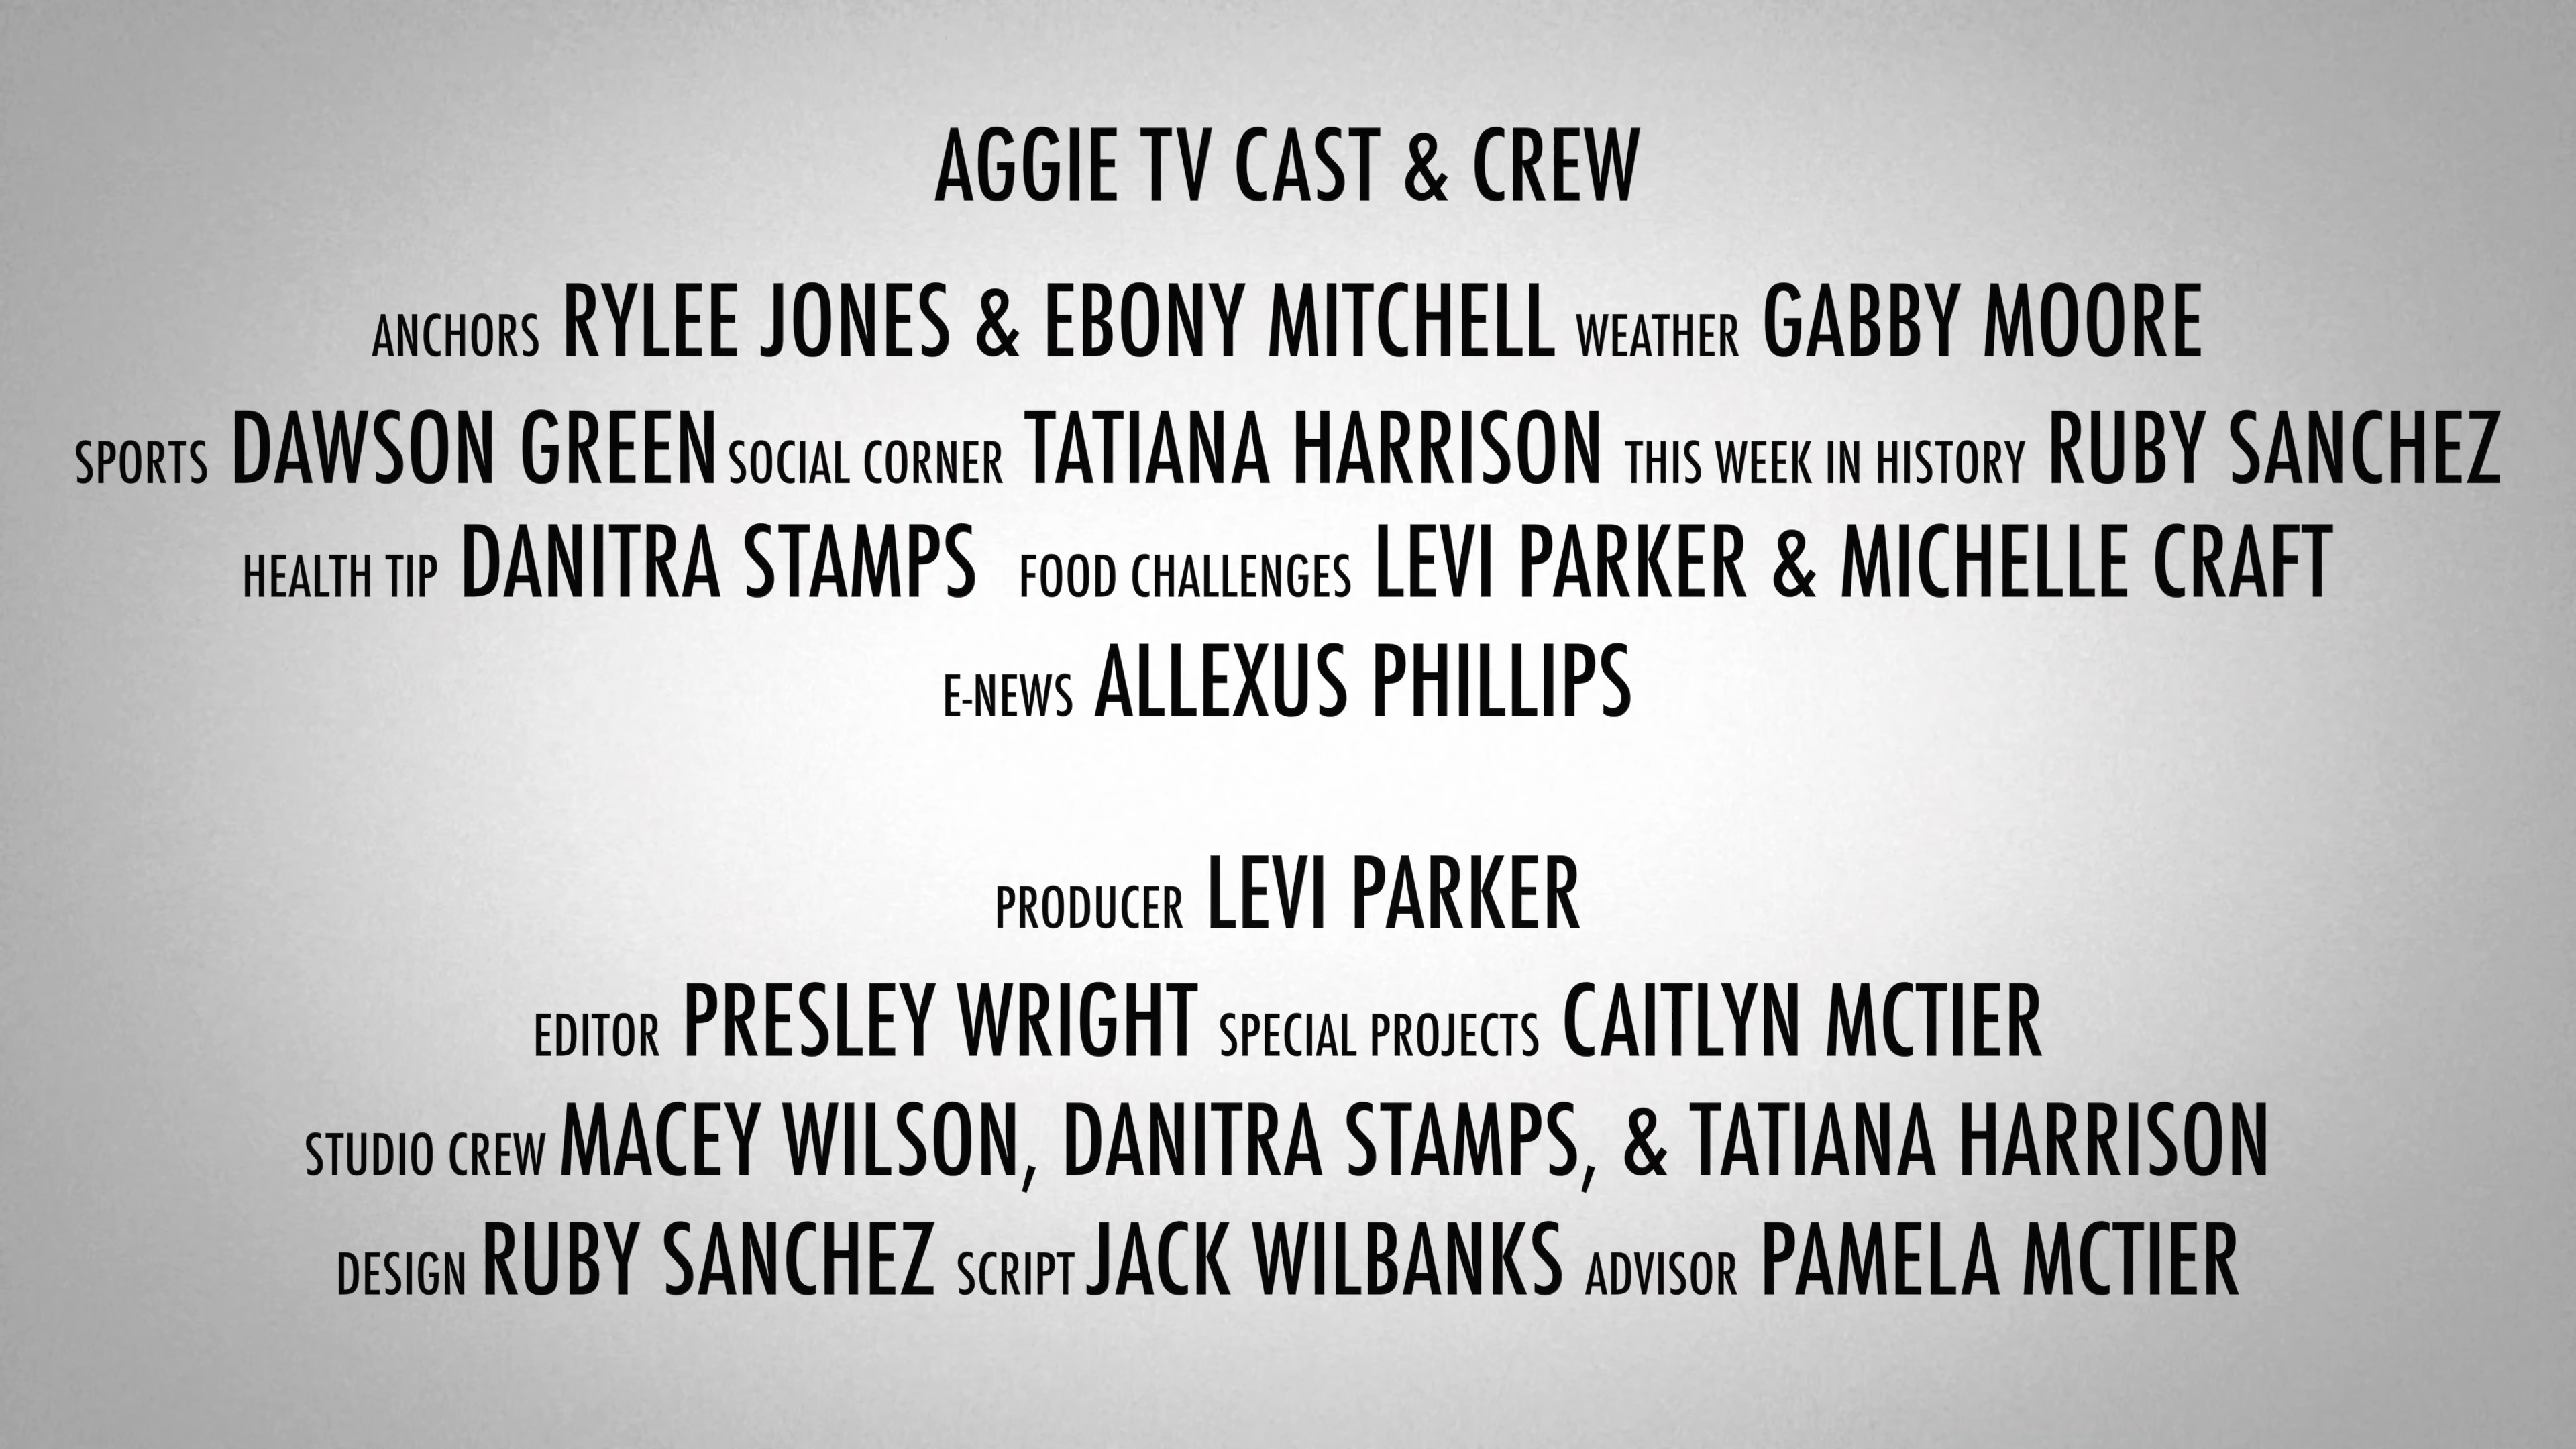 AGGIE TV CAST & CREW
ANCHORS RYLEE JONES & EBONY MITCHELL WEATHER GABBY MOORE
SPORTS DAWSON GREEN SOCIAL CORNER TATIANA HARRISON THIS WEEK IN HISTORY RUBY SANCHEZ
HEALTH TIP DANITRA STAMPS FOOD CHALLENGES LEVI PARKER & MICHELLE CRAFT
E-NEWS ALLEXUS PHILLIPS
PRODUCER LEVI PARKER
EDITOR PRESLEY WRIGHT SPECIAL PROJECTS CAITLYN MCTIER
STUDIO CREW MACEY WILSON, DANITRA STAMPS, & TATIANA HARRISON
DESIGN RUBY SANCHEZ SCRIPT JACK WILBANKS ADVISOR PAMELA MCTIER